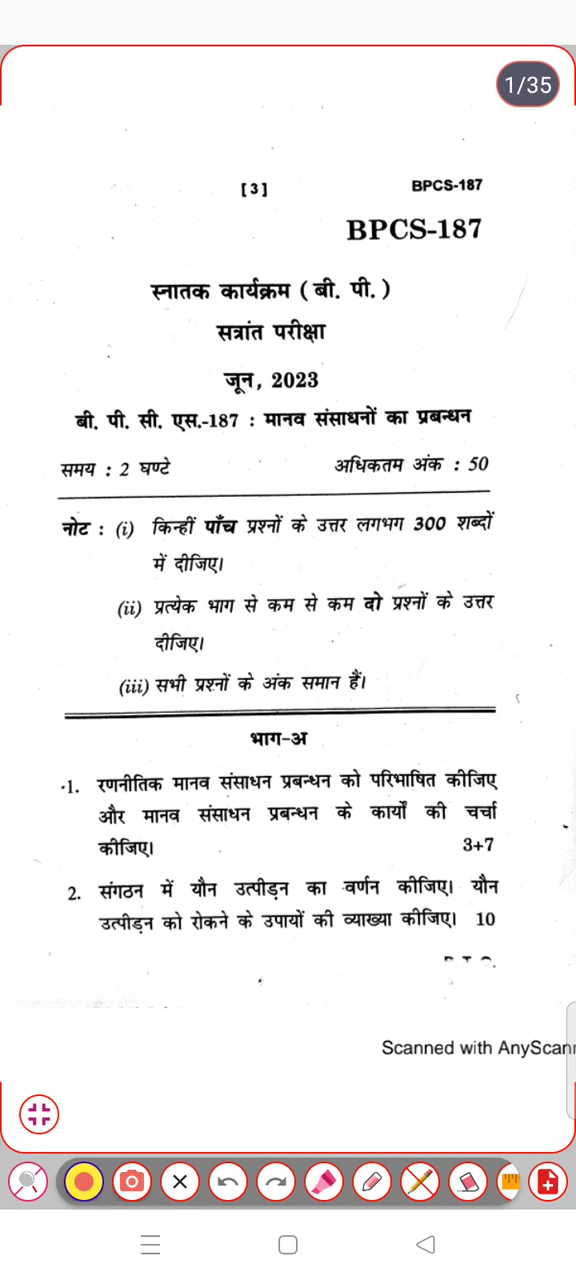 1/35
[ 3 ] BPCS-187
BPCS-187
स्नातक कार्यक्रम ( बी. पी. )
सत्रांत परीक्षा
जून, 2023
बी. पी. सी. एस.-187 : मानव संसाधनों का प्रबन्धन
समय : 2 घण्टे अधिकतम अंक : 50
नोट : (i) किन्हीं पाँच प्रश्नों के उत्तर लगभग 300 शब्दों
में दीजिए।
(ii) प्रत्येक भाग से कम से कम दो प्रश्नों के उत्तर
दीजिए।
(iii) सभी प्रश्नों के अंक समान हैं।
भाग-अ
1. रणनीतिक मानव संसाधन प्रबन्धन को परिभाषित कीजिए
और मानव संसाधन प्रबन्धन के कार्यों की चर्चा
कीजिए। 3+7
2. संगठन में यौन उत्पीड़न का वर्णन कीजिए। यौन
उत्पीड़न को रोकने के उपायों की व्याख्या कीजिए। 10
Scanned with AnyScann